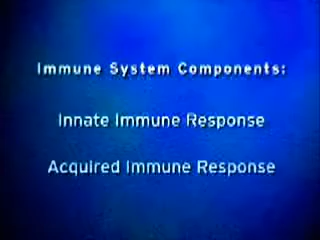 Immune System Components:
Innate Immune Response
Acquired Immune Response